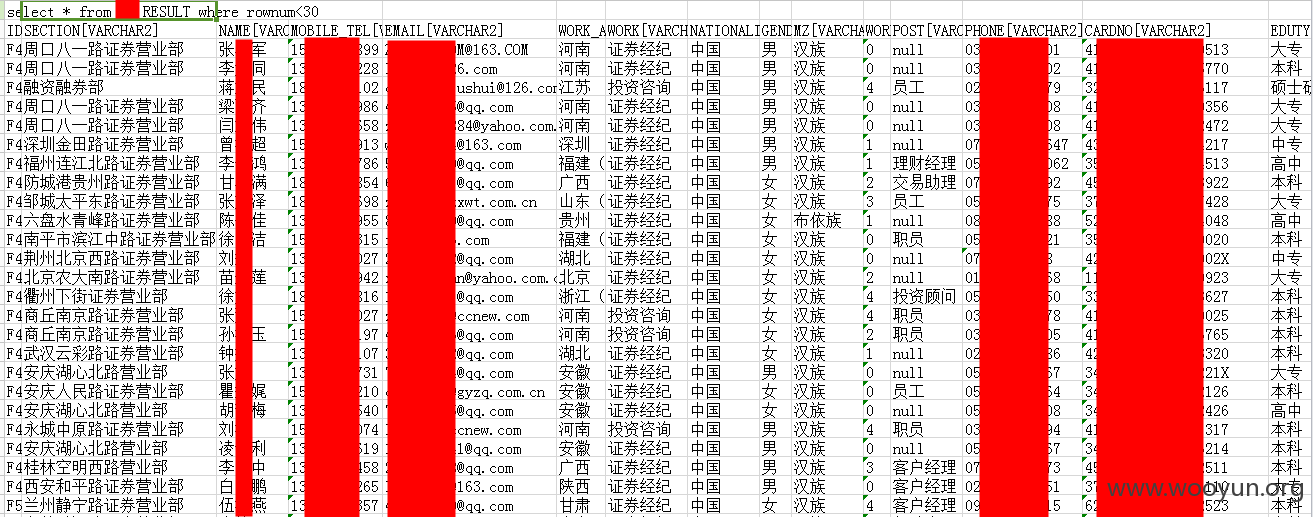 select * from RESULT where rownum<30
ID SECTION[VARCHAR2] NAME[VARC MOBILE_TEL[V EMAIL[VARCHAR2] WORK_A WORK[VARCH NATIONALI GEND MZ[VARCHA WOR POST[VARC PHONE[VARCHAR2] CARDNO[VARCHAR2] EDUTY
F4 周口八一路证券营业部 张 军 15 399 M@163.COM 河南 证券经纪 中国 男 汉族 0 null 03 01 41 513 大专
F4 周口八一路证券营业部 李 同 15 228 26.com 河南 证券经纪 中国 男 汉族 0 null 03 02 41 5770 本科
F4 融资融券部 蒋 民 18 102 ushui@126.com 江苏 投资咨询 中国 男 汉族 4 员工 02 79 32 5117 硕士研
F4 周口八一路证券营业部 梁 齐 13 986 @qq.com 河南 证券经纪 中国 男 汉族 0 null 03 08 41 0356 大专
F4 周口八一路证券营业部 闫 伟 13 558 284@yahoo.com. 河南 证券经纪 中国 男 汉族 0 null 03 08 41 2472 大专
F4 深圳金田路证券营业部 曾 超 15 913 @163.com 深圳 证券经纪 中国 男 汉族 1 null 07 547 43 217 中专
F4 福州连江北路证券营业部 李 鸿 13 786 @qq.com 福建( 证券经纪 中国 男 汉族 1 理财经理 05 062 35 513 高中
F4 防城港贵州路证券营业部 甘 满 18 354 @qq.com 广西 证券经纪 中国 女 汉族 2 交易助理 07 92 45 3922 本科
F4 邹城太平东路证券营业部 张 泽 18 598 zxwt.com.cn 山东( 证券经纪 中国 女 汉族 3 员工 05 75 37 428 大专
F4 六盘水青峰路证券营业部 陈 佳 13 955 @qq.com 贵州 证券经纪 中国 女 布依族 1 null 08 88 52 048 高中
F4 南平市滨江中路证券营业部 徐 洁 15 315 .com 福建( 证券经纪 中国 女 汉族 0 职员 05 21 35 0020 本科
F4 荆州北京西路证券营业部 刘 13 027 @qq.com 湖北 证券经纪 中国 女 汉族 0 null 07 3 42 002X 中专
F4 北京农大南路证券营业部 苗 莲 13 942 n@yahoo.com.c 北京 证券经纪 中国 女 汉族 2 null 01 68 11 0923 大专
F4 衢州下街证券营业部 徐 18 316 @qq.com 浙江( 证券经纪 中国 女 汉族 4 投资顾问 05 50 33 3627 本科
F4 商丘南京路证券营业部 张 15 027 @ccnew.com 河南 投资咨询 中国 女 汉族 4 职员 03 78 41 0025 本科
F4 商丘南京路证券营业部 孙 玉 13 197 @qq.com 河南 投资咨询 中国 女 汉族 2 职员 03 05 41 5765 本科
F4 武汉云彩路证券营业部 钟 13 107 @qq.com 湖北 证券经纪 中国 女 汉族 1 null 02 86 42 3320 本科
F4 安庆湖心北路证券营业部 张 13 731 @qq.com 安徽 证券经纪 中国 男 汉族 0 null 05 67 34 221X 大专
F4 安庆人民路证券营业部 瞿 娓 15 210 @gyzq.com.cn 安徽 证券经纪 中国 女 汉族 0 员工 05 64 34 2126 本科
F4 安庆湖心北路证券营业部 胡 梅 13 540 @qq.com 安徽 证券经纪 中国 女 汉族 0 null 05 08 34 2426 高中
F4 永城中原路证券营业部 刘 15 074 ccnew.com 河南 投资咨询 中国 男 汉族 4 职员 03 94 41 317 本科
F4 安庆湖心北路证券营业部 凌 利 13 519 1@qq.com 安徽 证券经纪 中国 男 汉族 0 null 05 57 34 5214 本科
F4 桂林空明西路证券营业部 李 中 13 458 @qq.com 广西 证券经纪 中国 男 汉族 3 客户经理 07 73 45 2511 本科
F4 西安和平路证券营业部 白 鹏 13 265 @163.com 陕西 证券经纪 中国 男 汉族 0 客户经理 02 51 大专
F5 兰州静宁路证券营业部 伍 燕 13 357 @qq.com 甘肃 证券经纪 中国 女 汉族 4 客户经理 09 15 62 本科
www.wooyun.org